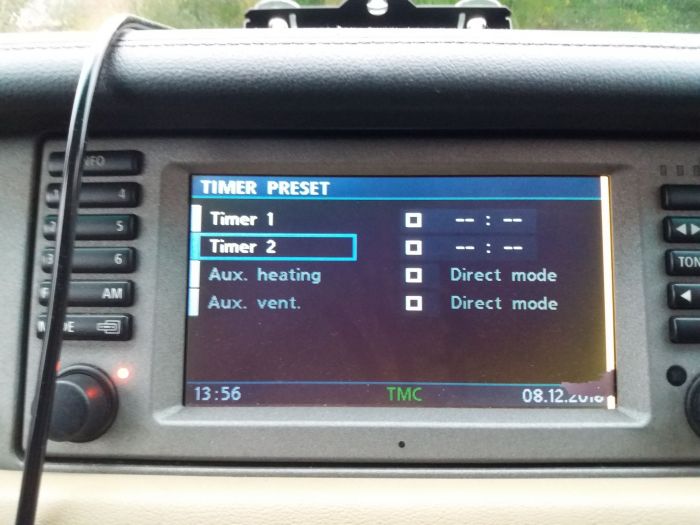 TIMER PRESET
Timer 1 -- : --
Timer 2 -- : --
Aux. heating Direct mode
Aux. vent. Direct mode
13:56 TMC
4
5
6
AM
TON